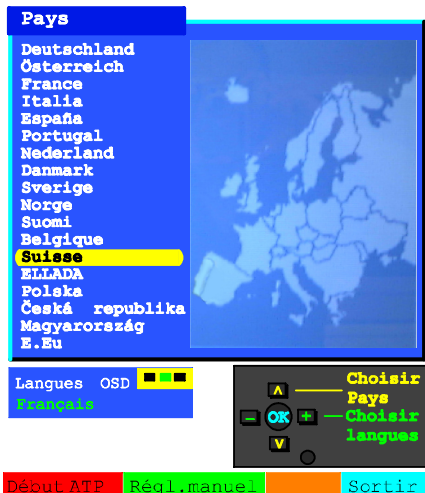 Pays
Deutschland
Österreich
France
Italia
España
Portugal
Nederland
Danmark
Sverige
Norge
Suomi
Belgique
Suisse
ELLADA
Polska
Česká republika
Magyarország
E.Eu
Langues OSD
Français
Choisir
Pays
OK
Choisir
langues
Début ATP Régl.manuel Sortir